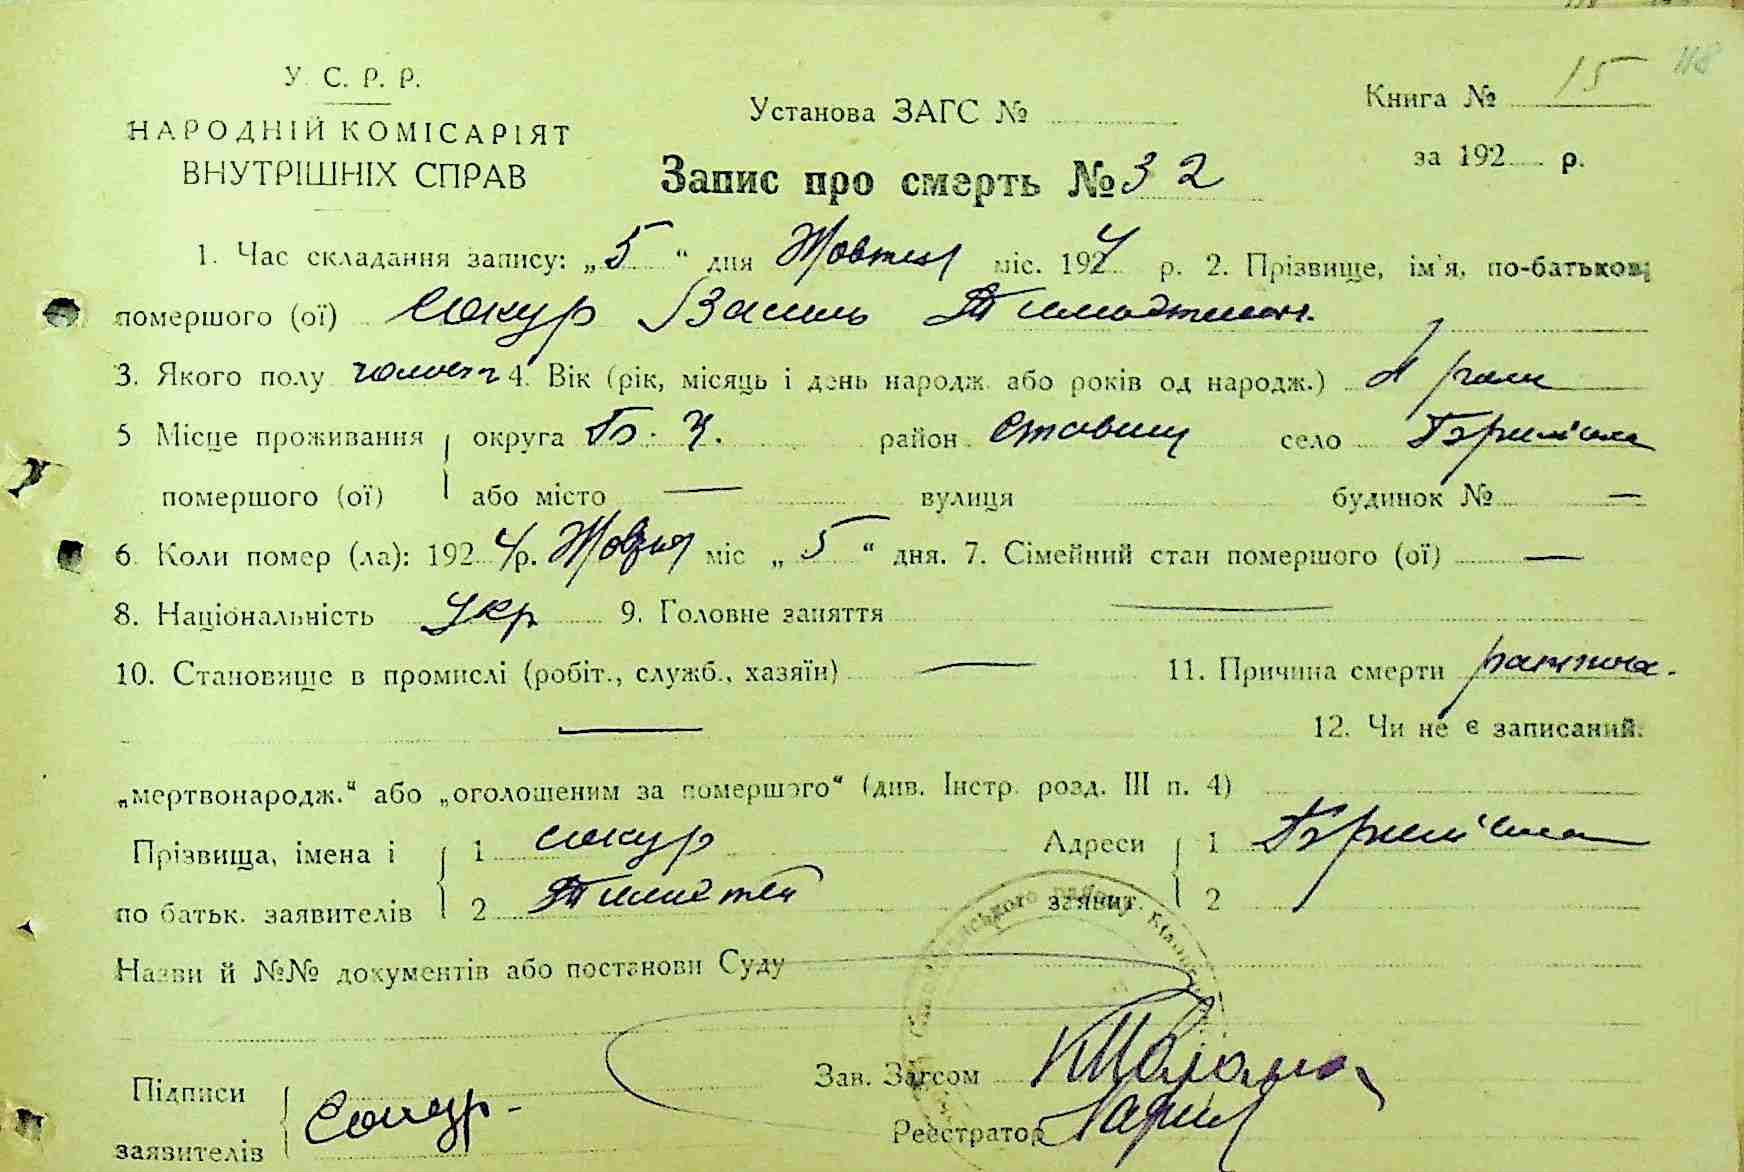 118
У. С. Р. Р.
НАРОДНІЙ КОМІСАРІЯТ
ВНУТРІШНІХ СПРАВ
Установа ЗАГС №
Книга № 15
за 192 р.
Запис про смерть № 32
1. Час складання запису: „5“ дня Жовтня міс. 1924 р. 2. Прізвище, ім'я, по-батькові
помершого (ої) Сокур Василь
3. Якого полу 4. Вік (рік, місяць і день народж. або років од народж.)
5 Місце проживання округа Б. Ц. район Ставищ село
помершого (ої) або місто — вулиця будинок № —
6. Коли помер (ла): 1924 р. Жовтня міс „5“ дня. 7. Сімейний стан помершого (ої) —
8. Національність Укр 9. Головне заняття —
10. Становище в промислі (робіт., служб., хазяїн) — 11. Причина смерти
— 12. Чи не є записаний
„мертвонародж.“ або „оголошеним за помершого“ (див. Інстр. розд. III п. 4)
Прізвища, імена і 1 Сокур Адреси 1
по батьк. заявителів 2 Тимотей заявит. 2
Назви й №№ документів або постанови Суду
Зав. Загсом
Підписи
Сокур
Реєстратор
заявителів